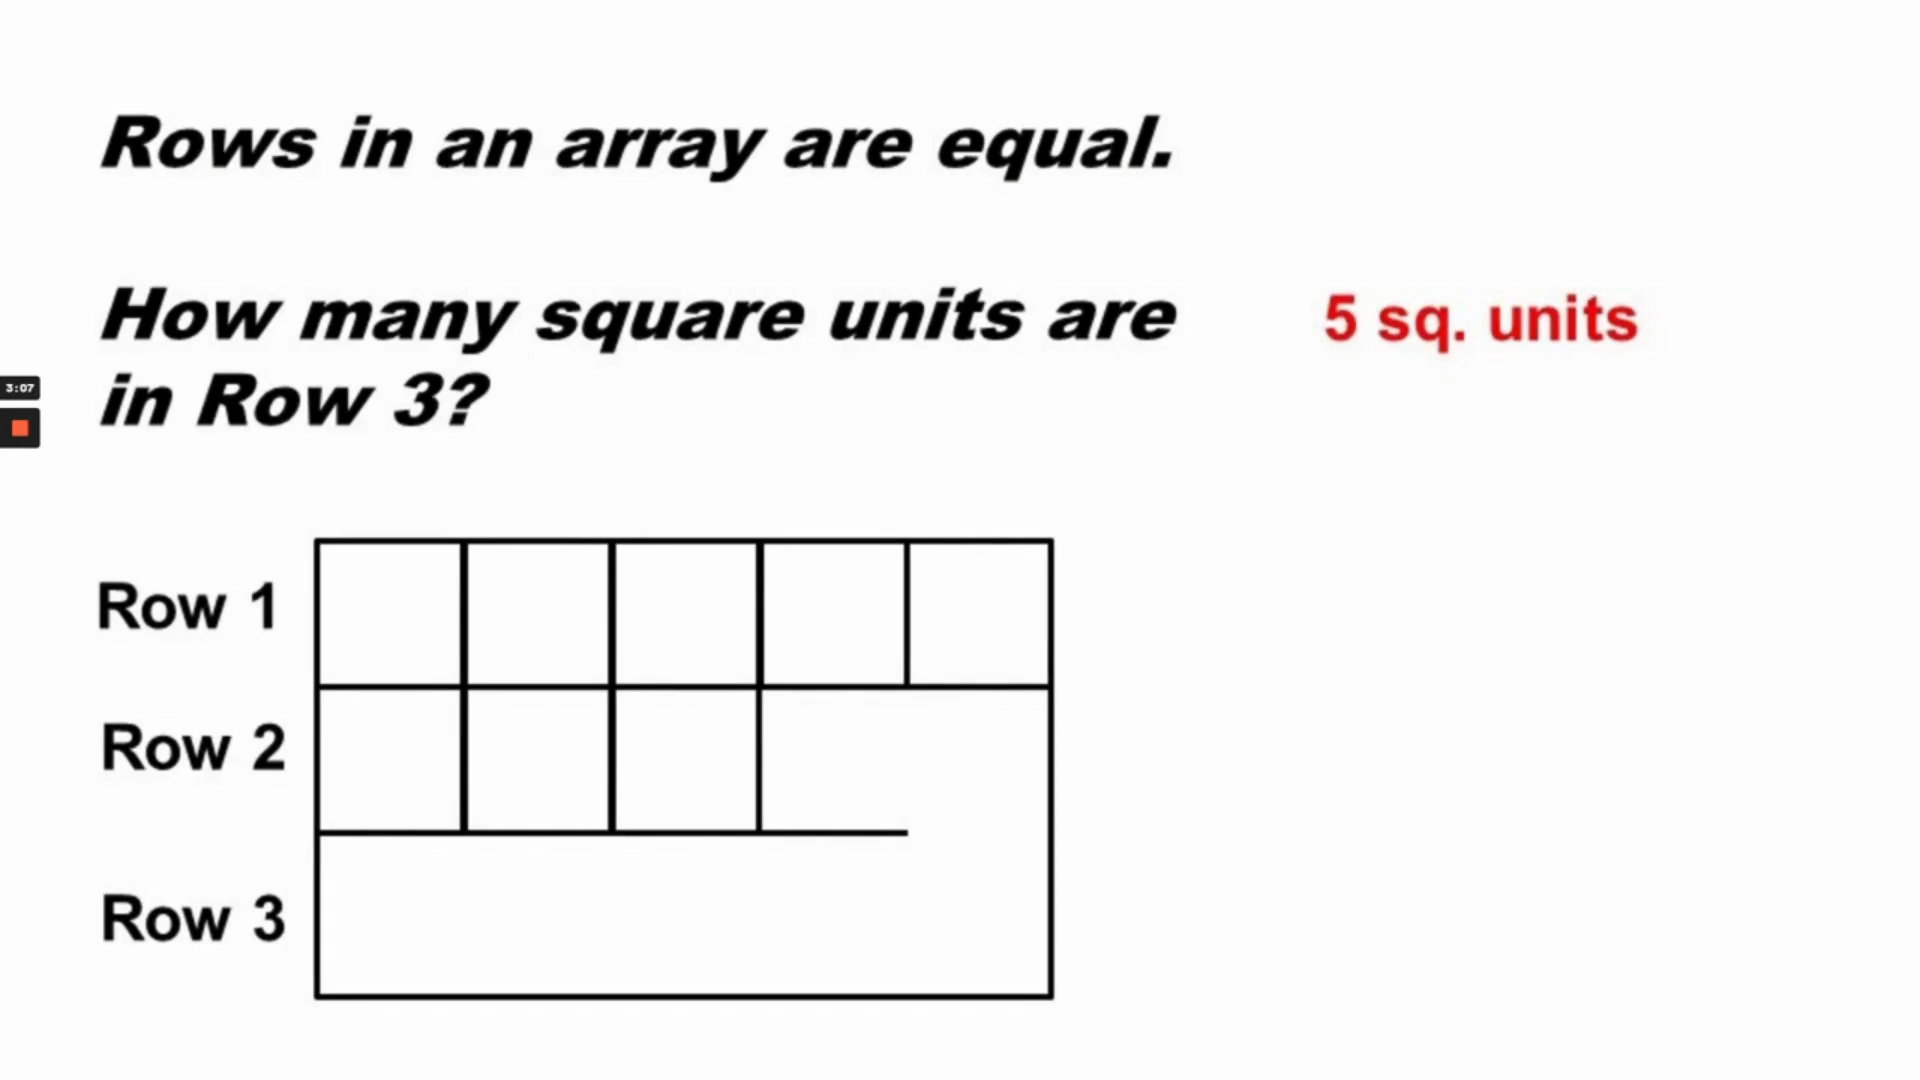 Rows in an array are equal.
How many square units are
in Row 3?
5 sq. units
3:07
Row 1
Row 2
Row 3